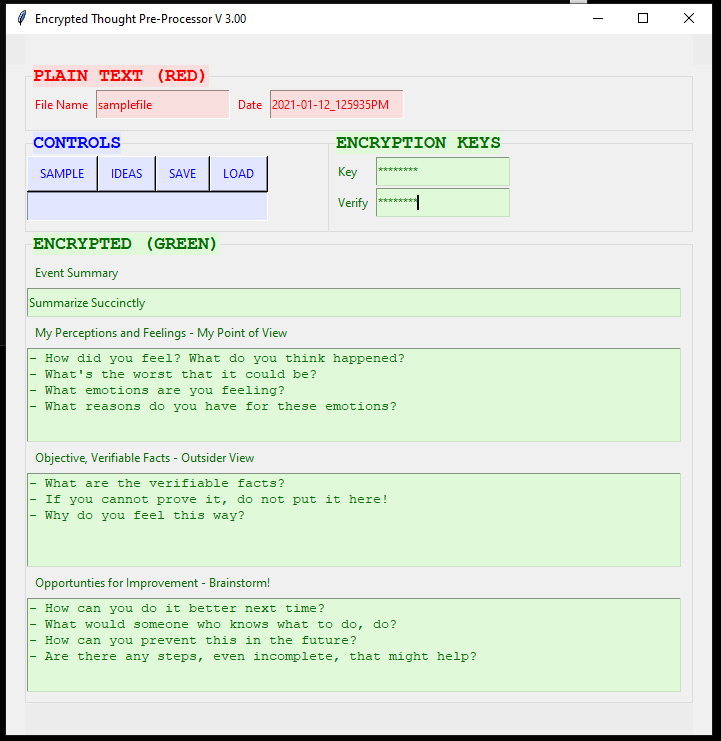 Encrypted Thought Pre-Processor V 3.00
PLAIN TEXT (RED)
File Name samplefile Date 2021-01-12_125935PM
CONTROLS
SAMPLE IDEAS SAVE LOAD
ENCRYPTION KEYS
Key ********
Verify ********
ENCRYPTED (GREEN)
Event Summary
Summarize Succinctly
My Perceptions and Feelings - My Point of View
- How did you feel? What do you think happened?
- What's the worst that it could be?
- What emotions are you feeling?
- What reasons do you have for these emotions?
Objective, Verifiable Facts - Outsider View
- What are the verifiable facts?
- If you cannot prove it, do not put it here!
- Why do you feel this way?
Opportunties for Improvement - Brainstorm!
- How can you do it better next time?
- What would someone who knows what to do, do?
- How can you prevent this in the future?
- Are there any steps, even incomplete, that might help?